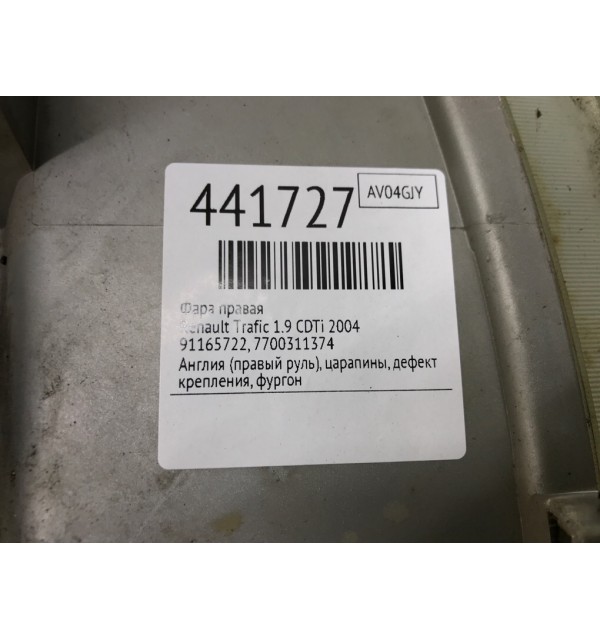 441727
AV04GJY
Фара правая
Renault Trafic 1.9 CDTi 2004
91165722, 7700311374
Англия (правый руль), царапины, дефект
крепления, фургон